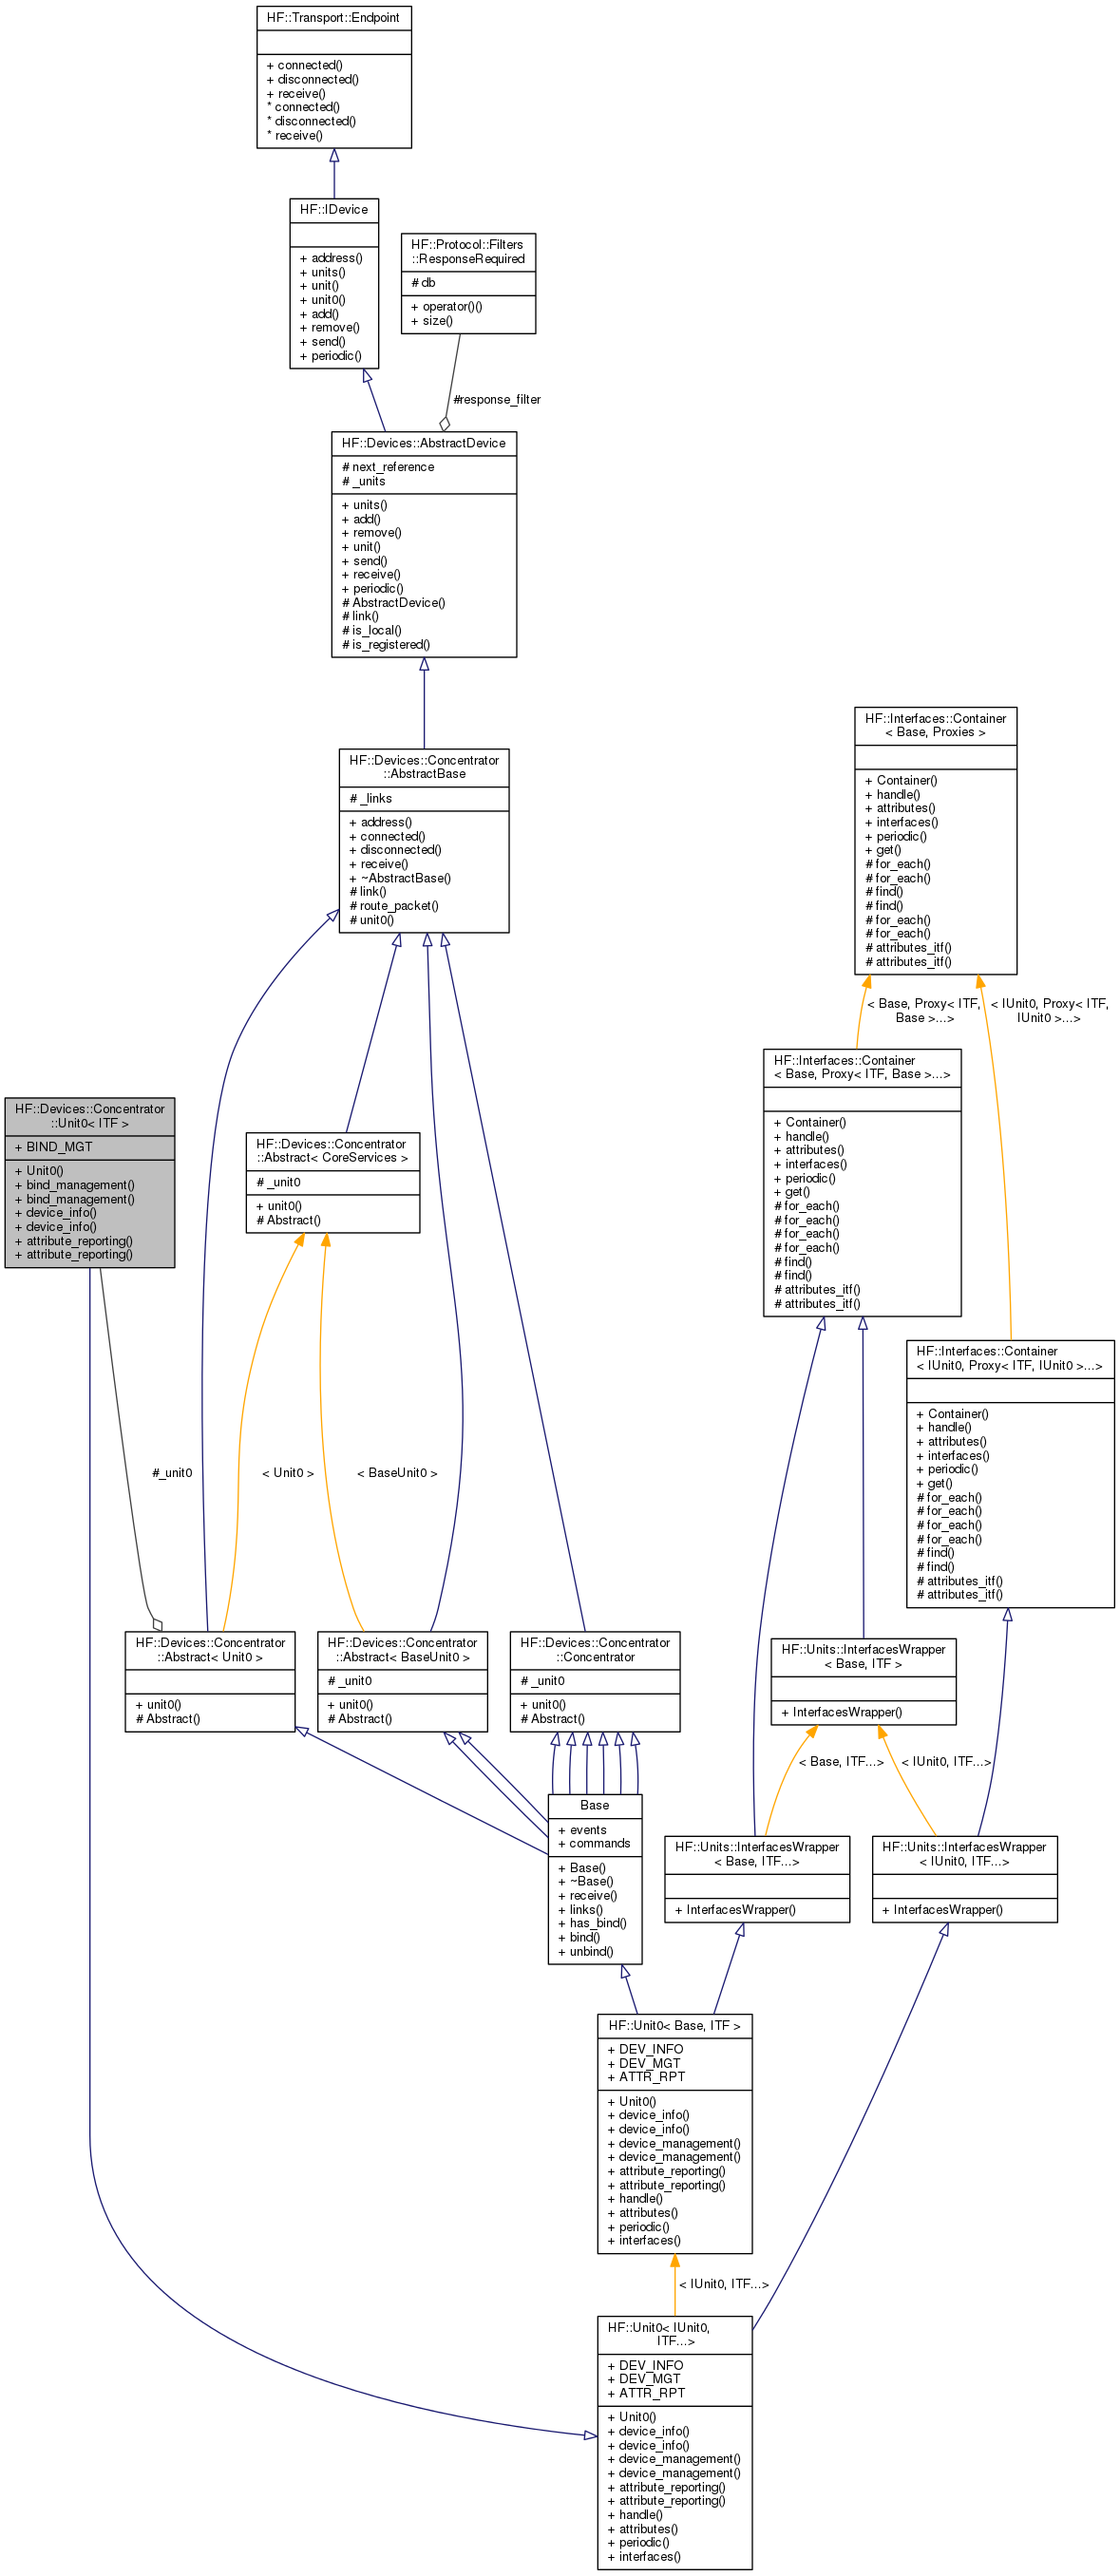 HF::Transport::Endpoint
+ connected()
+ disconnected()
+ receive()
* connected()
* disconnected()
* receive()
HF::IDevice
+ address()
+ units()
+ unit()
+ unit0()
+ add()
+ remove()
+ send()
+ periodic()
HF::Protocol::Filters
::ResponseRequired
# db
+ operator()()
+ size()
#response_filter
HF::Devices::AbstractDevice
# next_reference
# _units
+ units()
+ add()
+ remove()
+ unit()
+ send()
+ receive()
+ periodic()
# AbstractDevice()
# link()
# is_local()
# is_registered()
HF::Devices::Concentrator
::AbstractBase
# _links
+ address()
+ connected()
+ disconnected()
+ receive()
+ ~AbstractBase()
# link()
# route_packet()
# unit0()
HF::Interfaces::Container
< Base, Proxies >
+ Container()
+ handle()
+ attributes()
+ interfaces()
+ periodic()
+ get()
# for_each()
# for_each()
# find()
# find()
# for_each()
# for_each()
# attributes_itf()
# attributes_itf()
< Base, Proxy< ITF,
Base >...>
< IUnit0, Proxy< ITF,
IUnit0 >...>
HF::Interfaces::Container
< Base, Proxy< ITF, Base >...>
+ Container()
+ handle()
+ attributes()
+ interfaces()
+ periodic()
+ get()
# for_each()
# for_each()
# for_each()
# for_each()
# find()
# find()
# attributes_itf()
# attributes_itf()
HF::Devices::Concentrator
::Unit0< ITF >
+ BIND_MGT
+ Unit0()
+ bind_management()
+ bind_management()
+ device_info()
+ device_info()
+ attribute_reporting()
+ attribute_reporting()
HF::Devices::Concentrator
::Abstract< CoreServices >
# _unit0
+ unit0()
# Abstract()
HF::Interfaces::Container
< IUnit0, Proxy< ITF, IUnit0 >...>
+ Container()
+ handle()
+ attributes()
+ interfaces()
+ periodic()
+ get()
# for_each()
# for_each()
# for_each()
# for_each()
# find()
# find()
# attributes_itf()
# attributes_itf()
#_unit0
< Unit0 >
< BaseUnit0 >
HF::Devices::Concentrator
::Abstract< Unit0 >
+ unit0()
# Abstract()
HF::Devices::Concentrator
::Abstract< BaseUnit0 >
# _unit0
+ unit0()
# Abstract()
HF::Devices::Concentrator
::Concentrator
# _unit0
+ unit0()
# Abstract()
HF::Units::InterfacesWrapper
< Base, ITF >
+ InterfacesWrapper()
< Base, ITF...>
< IUnit0, ITF...>
Base
+ events
+ commands
+ Base()
+ ~Base()
+ receive()
+ links()
+ has_bind()
+ bind()
+ unbind()
HF::Units::InterfacesWrapper
< Base, ITF...>
+ InterfacesWrapper()
HF::Units::InterfacesWrapper
< IUnit0, ITF...>
+ InterfacesWrapper()
HF::Unit0< Base, ITF >
+ DEV_INFO
+ DEV_MGT
+ ATTR_RPT
+ Unit0()
+ device_info()
+ device_info()
+ device_management()
+ device_management()
+ attribute_reporting()
+ attribute_reporting()
+ handle()
+ attributes()
+ periodic()
+ interfaces()
< IUnit0, ITF...>
HF::Unit0< IUnit0,
ITF...>
+ DEV_INFO
+ DEV_MGT
+ ATTR_RPT
+ Unit0()
+ device_info()
+ device_info()
+ device_management()
+ device_management()
+ attribute_reporting()
+ attribute_reporting()
+ handle()
+ attributes()
+ periodic()
+ interfaces()